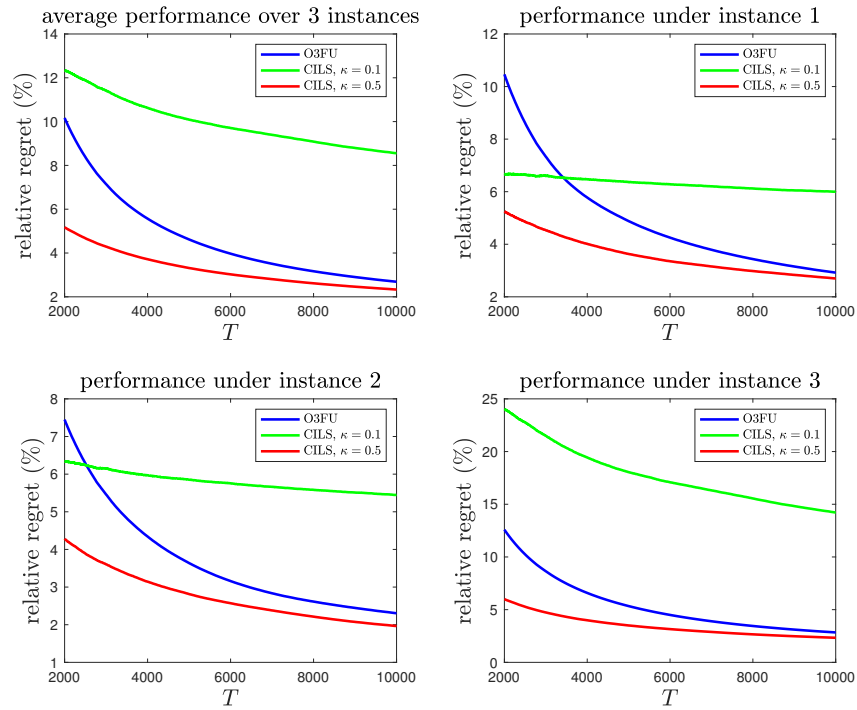 average performance over 3 instances
14
12
10
8
6
4
2
relative regret (%)
O3FU
CILS, κ = 0.1
CILS, κ = 0.5
2000 4000 6000 8000 10000
T
performance under instance 1
12
10
8
6
4
2
relative regret (%)
O3FU
CILS, κ = 0.1
CILS, κ = 0.5
2000 4000 6000 8000 10000
T
performance under instance 2
8
7
6
5
4
3
2
1
relative regret (%)
O3FU
CILS, κ = 0.1
CILS, κ = 0.5
2000 4000 6000 8000 10000
T
performance under instance 3
25
20
15
10
5
0
relative regret (%)
O3FU
CILS, κ = 0.1
CILS, κ = 0.5
2000 4000 6000 8000 10000
T